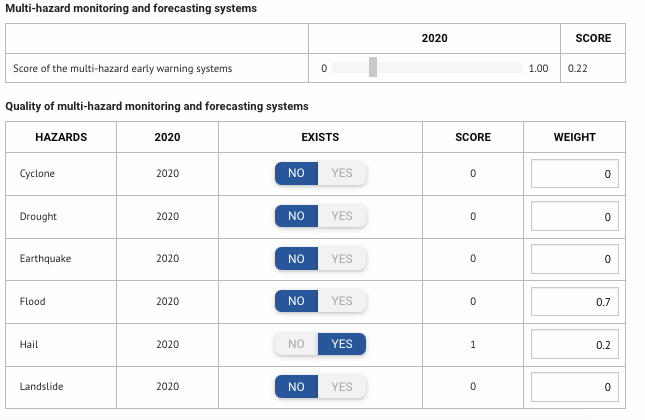 Multi-hazard monitoring and forecasting systems
2020 SCORE
Score of the multi-hazard early warning systems 0 1.00 0.22
Quality of multi-hazard monitoring and forecasting systems
HAZARDS 2020 EXISTS SCORE WEIGHT
Cyclone 2020 NO YES 0 0
Drought 2020 NO YES 0 0
Earthquake 2020 NO YES 0 0
Flood 2020 NO YES 0 0.7
Hail 2020 NO YES 1 0.2
Landslide 2020 NO YES 0 0